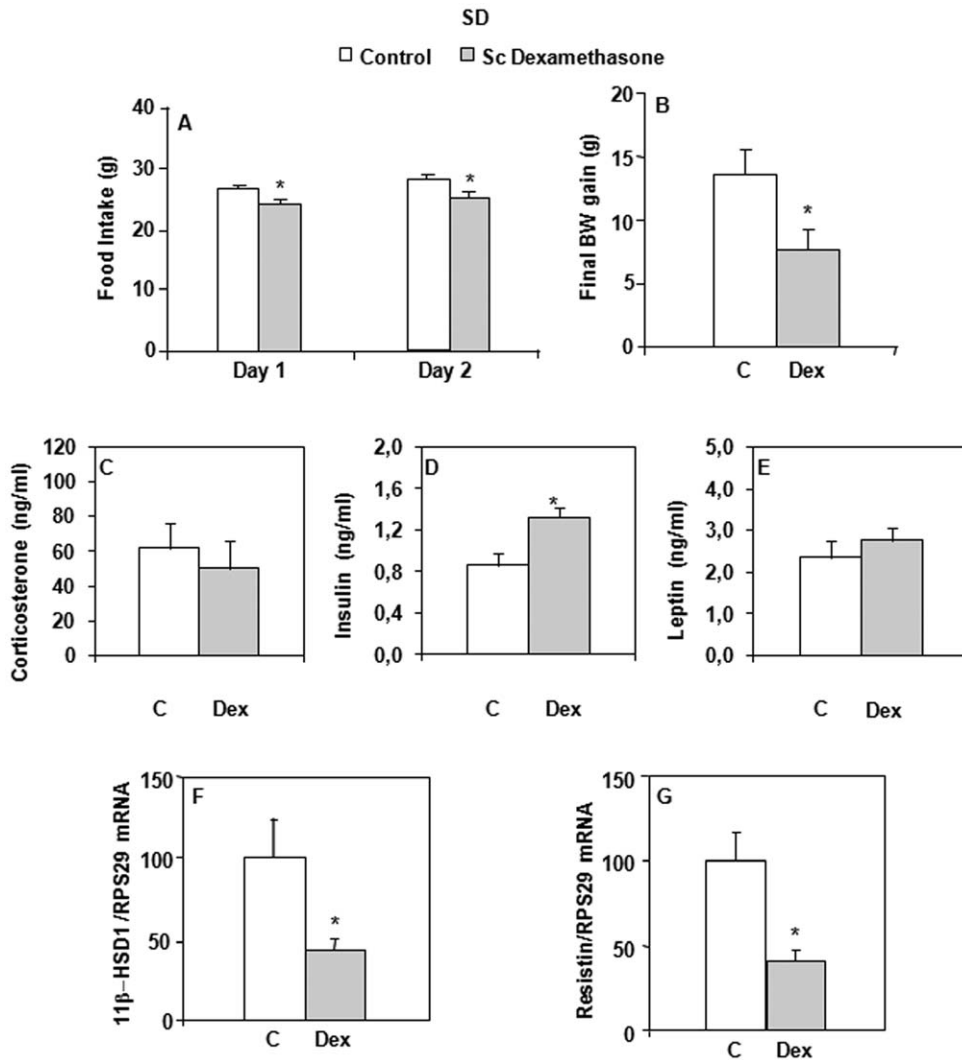 SD
Control Sc Dexamethasone
A
Food Intake (g)
40
30
20
10
0
* *
Day 1 Day 2
B
Final BW gain (g)
20
15
10
5
0
*
C Dex
C
Corticosterone (ng/ml)
120
100
80
60
40
20
0
C Dex
D
Insulin (ng/ml)
2,0
1,6
1,2
0,8
0,4
0,0
*
C Dex
E
Leptin (ng/ml)
5,0
4,0
3,0
2,0
1,0
0,0
C Dex
F
11β–HSD1/RPS29 mRNA
150
100
50
0
*
C Dex
G
Resistin/RPS29 mRNA
150
100
50
0
*
C Dex